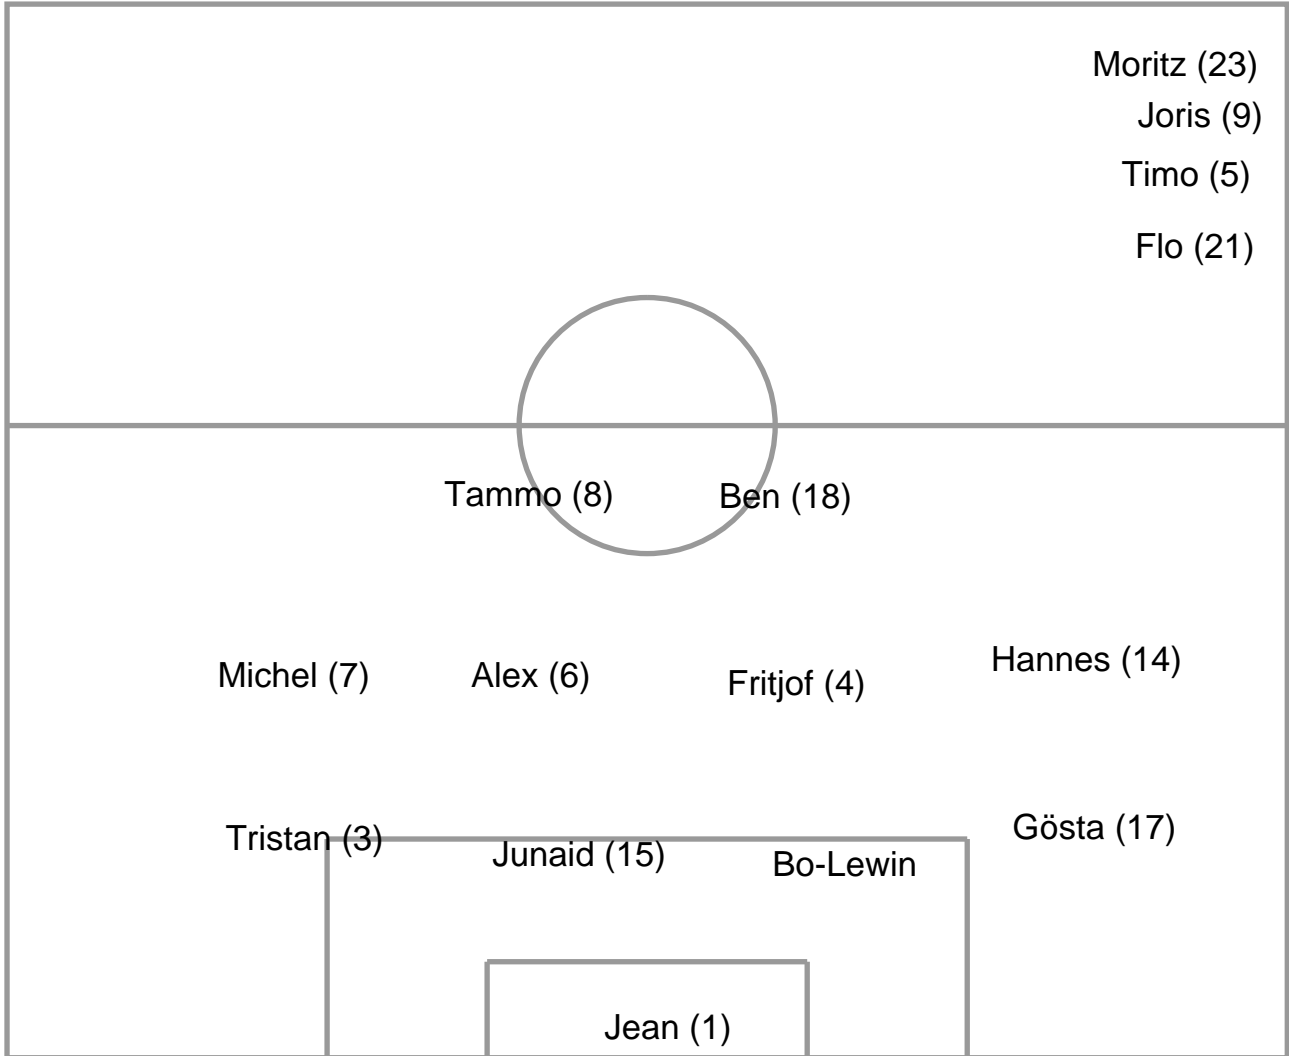 Moritz (23)
Joris (9)
Timo (5)
Flo (21)
Tammo (8)
Ben (18)
Michel (7)
Alex (6)
Fritjof (4)
Hannes (14)
Tristan (3)
Junaid (15)
Bo-Lewin
Gösta (17)
Jean (1)